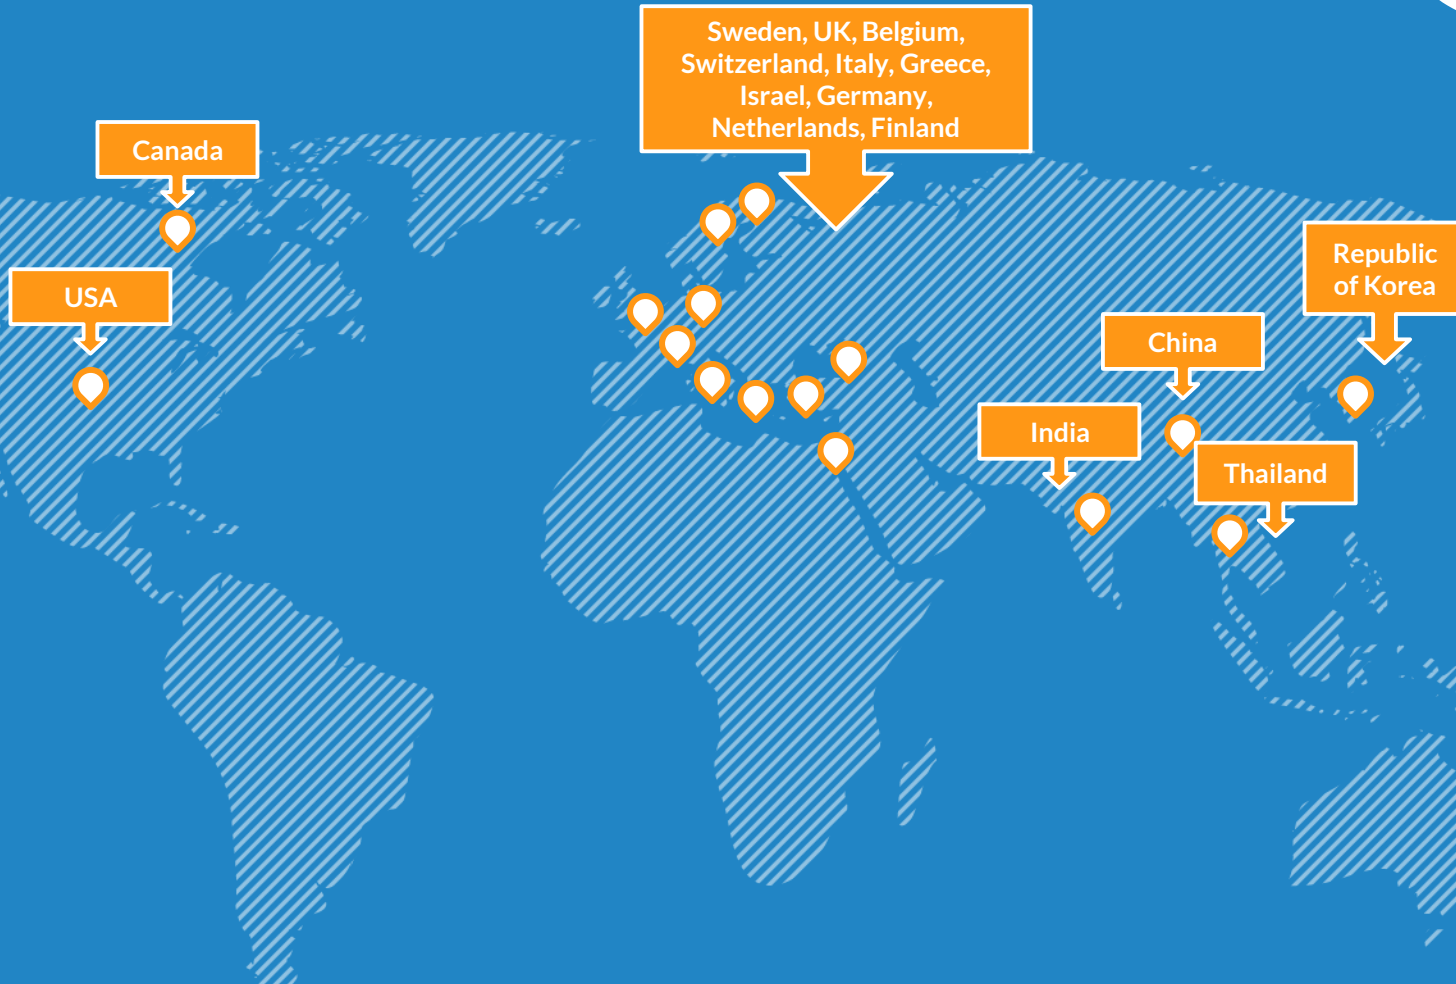 Sweden, UK, Belgium,
Switzerland, Italy, Greece,
Israel, Germany,
Netherlands, Finland
Canada
USA
Republic
of Korea
China
India
Thailand